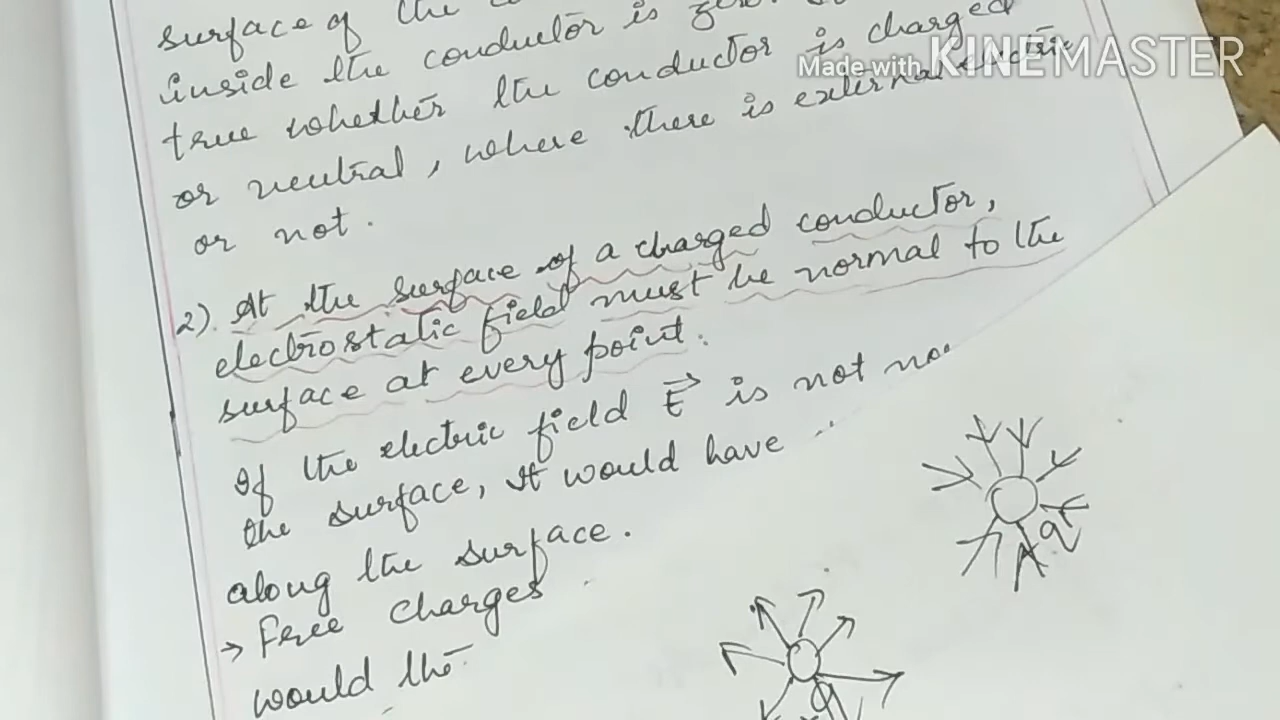 surface of the
inside the conductor is zero
true whether the conductor is charged
or neutral, where there is external electric
or not.
2). At the surface of a charged conductor,
electrostatic field must be normal to the
surface at every point.
If the electric field E is not
the surface, it would have
along the surface.
→ Free charges
would
Made with KINEMASTER